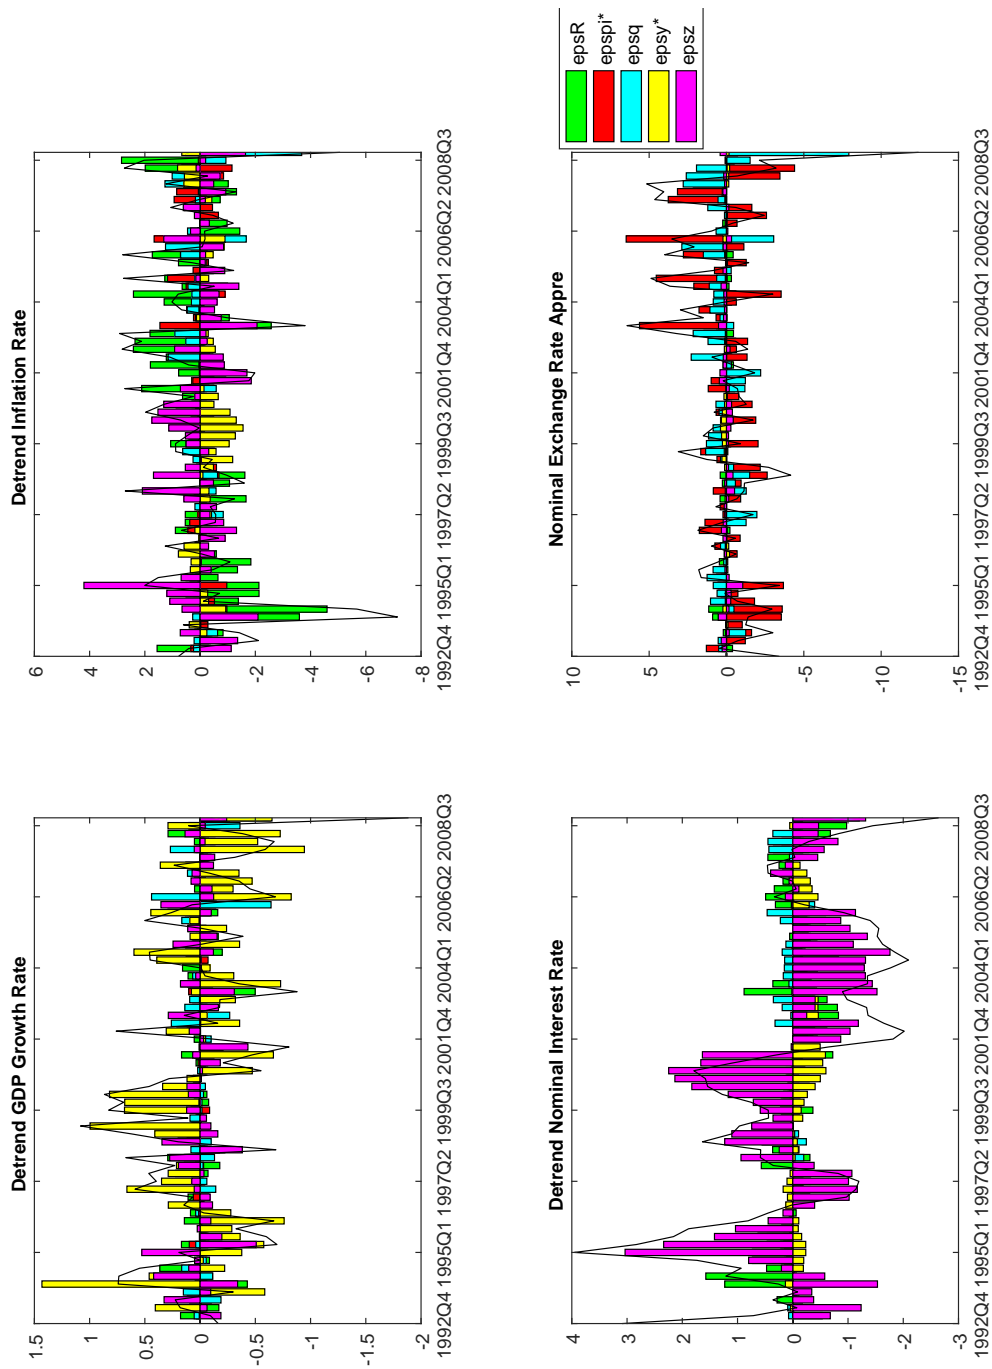 Detrend GDP Growth Rate
1.5
1
0.5
0
-0.5
-1
-1.5
-2
1992Q4 1995Q1 1997Q2 1999Q3 2001Q4 2004Q1 2006Q2 2008Q3
Detrend Inflation Rate
6
4
2
0
-2
-4
-6
-8
1992Q4 1995Q1 1997Q2 1999Q3 2001Q4 2004Q1 2006Q2 2008Q3
Detrend Nominal Interest Rate
4
3
2
1
0
-1
-2
-3
1992Q4 1995Q1 1997Q2 1999Q3 2001Q4 2004Q1 2006Q2 2008Q3
Nominal Exchange Rate Appre
10
5
0
-5
-10
-15
1992Q4 1995Q1 1997Q2 1999Q3 2001Q4 2004Q1 2006Q2 2008Q3
epsR
epspi*
epsq
epsy*
epsz